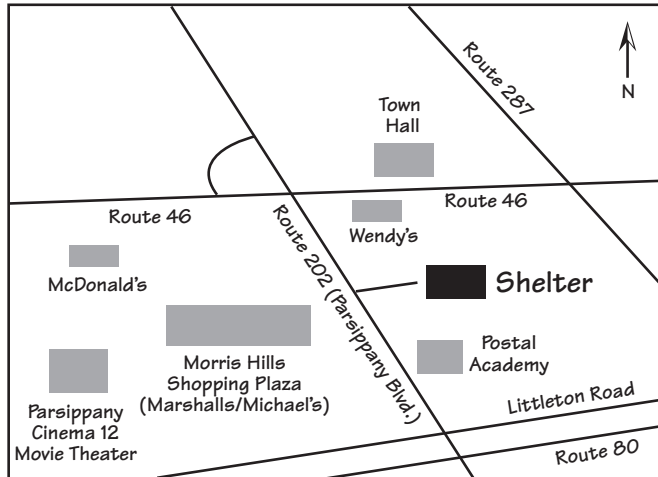 Route 287
N
Town
Hall
Route 46
Route 46
Wendy's
Route 202 (Parsippany Blvd.)
McDonald's
Shelter
Morris Hills
Shopping Plaza
(Marshalls/Michael's)
Postal
Academy
Parsippany
Cinema 12
Movie Theater
Littleton Road
Route 80